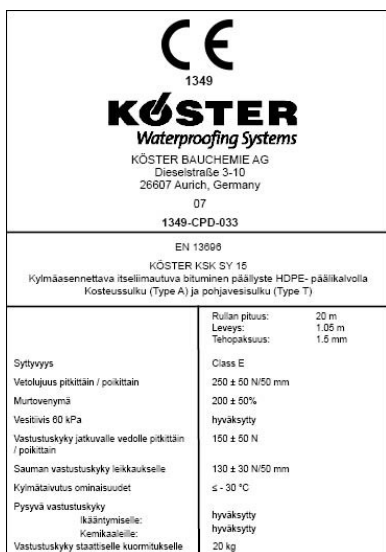 CE
1349
KÖSTER
Waterproofing Systems
KÖSTER BAUCHEMIE AG
Dieselstraße 3-10
26607 Aurich, Germany
07
1349-CPD-033
EN 13696
KÖSTER KSK SY 15
Kylmäasennettava itseliimautuva bituminen päällyste HDPE- päälikalvolla
Kosteussulku (Type A) ja pohjavesisulku (Type T)
Rullan pituus: 20 m
Leveys: 1.05 m
Tehopaksuus: 1.5 mm
Syttyvyys Class E
Vetolujuus pitkittäin / poikittain 250 ± 50 N/50 mm
Murtovenymä 200 ± 50%
Vesitiivis 60 kPa hyväksytty
Vastustuskyky jatkuvalle vedolle pitkittäin 150 ± 50 N
/ poikittain
Sauman vastustuskyky leikkaukselle 130 ± 30 N/50 mm
Kylmätaivutus ominaisuudet ≤ - 30 °C
Pysyvä vastustuskyky
Ikääntymiselle: hyväksytty
Kemikaaleille: hyväksytty
Vastustuskyky staattiselle kuormitukselle 20 kg